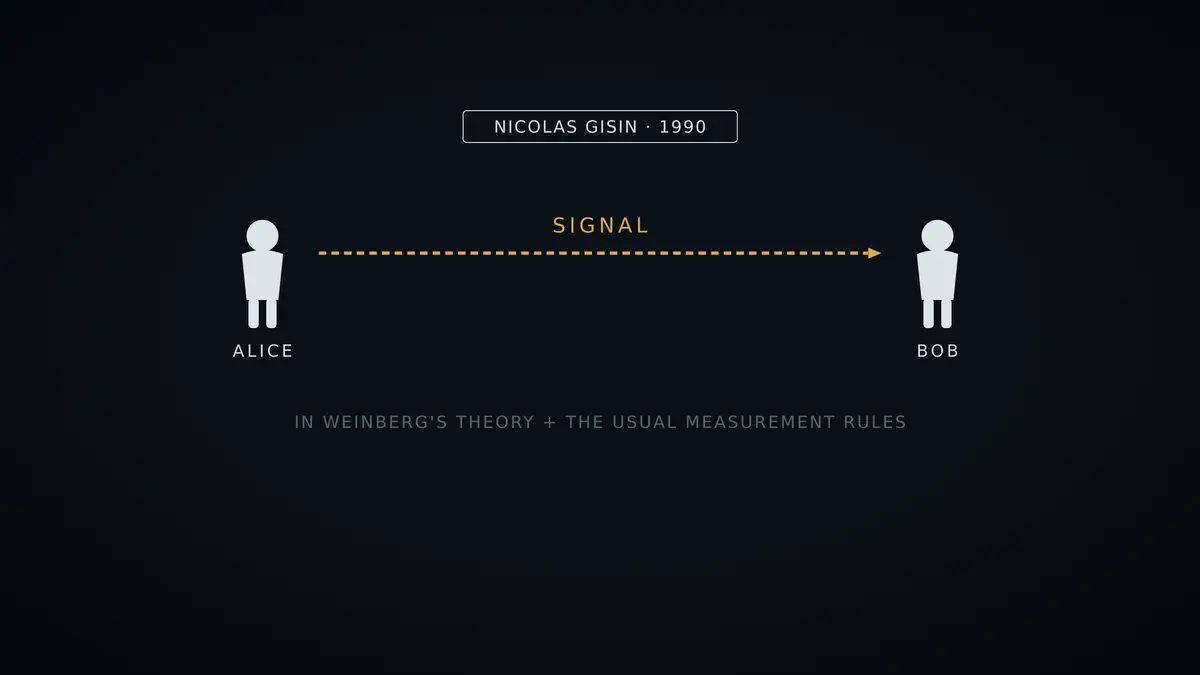 NICOLAS GISIN · 1990
SIGNAL
ALICE
BOB
IN WEINBERG'S THEORY + THE USUAL MEASUREMENT RULES